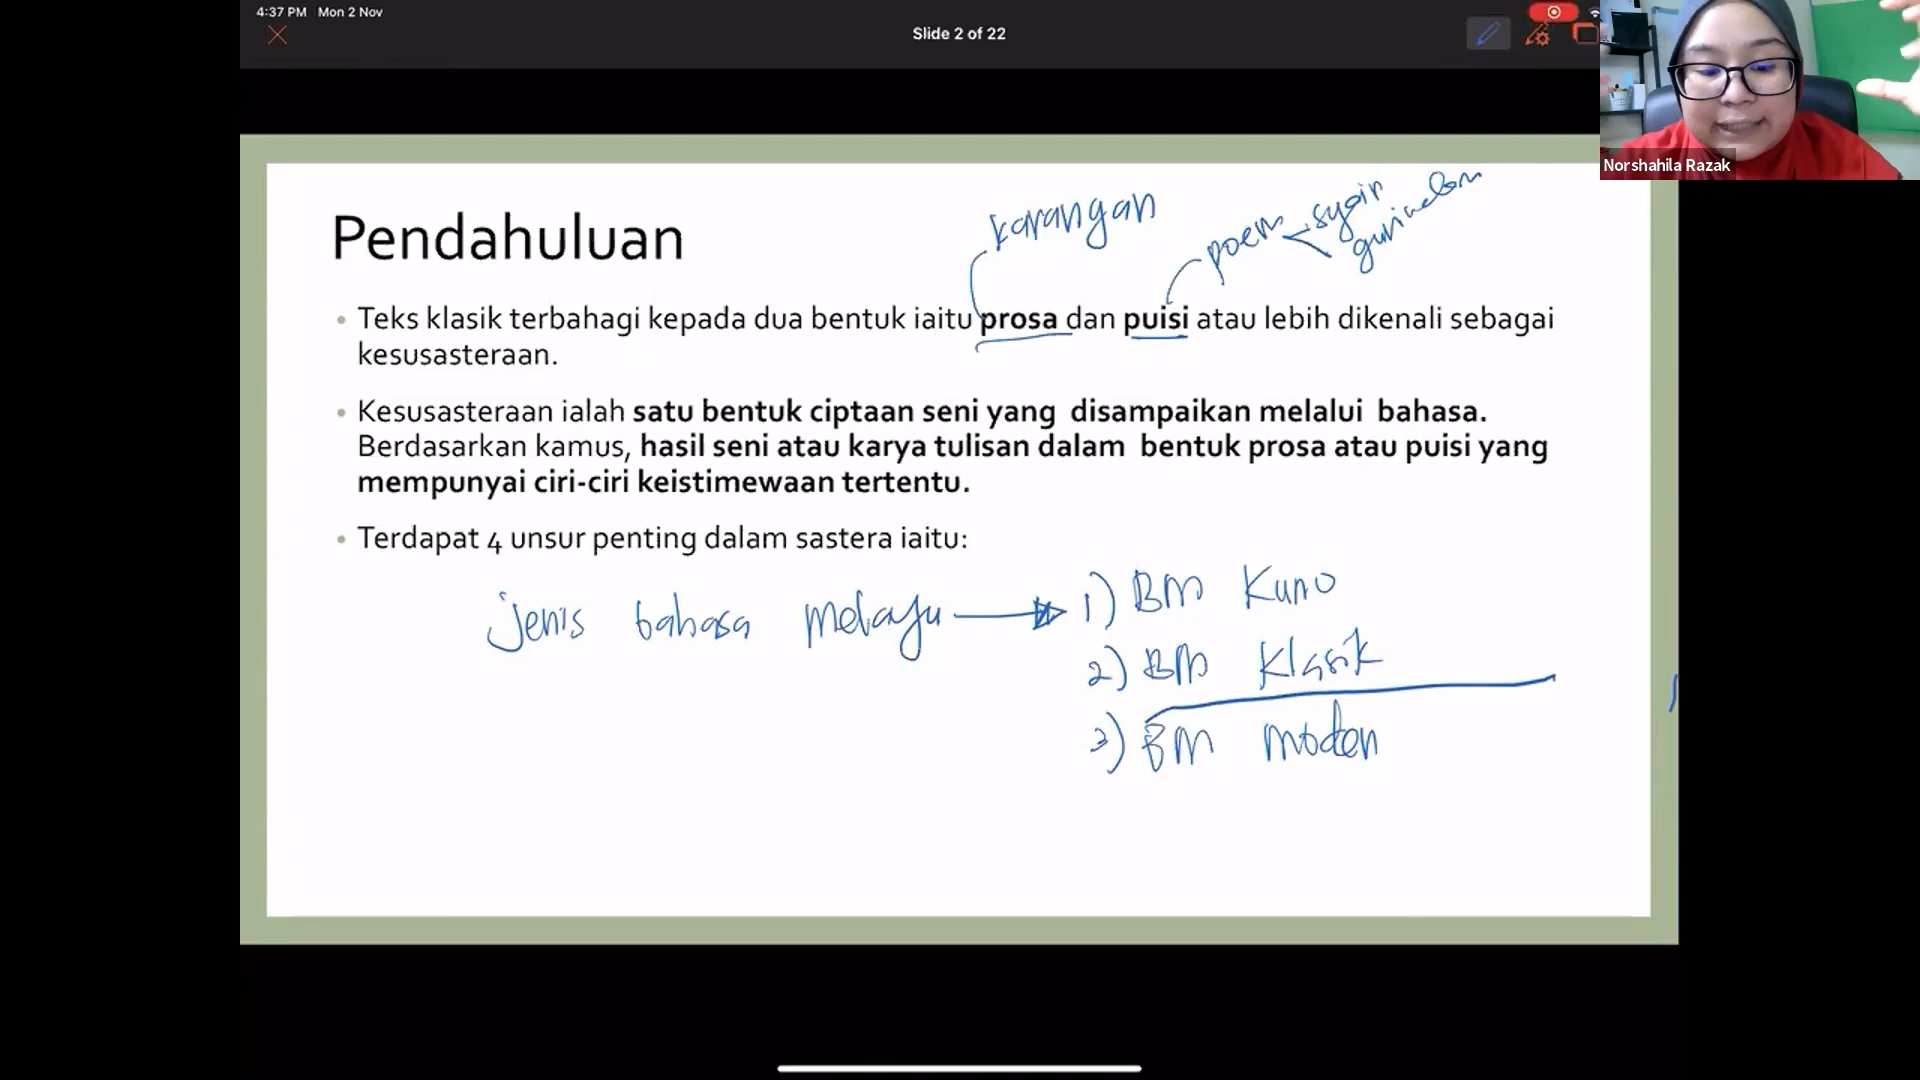 4:37 PM Mon 2 Nov
Slide 2 of 22
Norshahila Razak
Pendahuluan
karangan
poem
syair
gurindam
• Teks klasik terbahagi kepada dua bentuk iaitu prosa dan puisi atau lebih dikenali sebagai
kesusasteraan.
• Kesusasteraan ialah satu bentuk ciptaan seni yang disampaikan melalui bahasa.
Berdasarkan kamus, hasil seni atau karya tulisan dalam bentuk prosa atau puisi yang
mempunyai ciri-ciri keistimewaan tertentu.
• Terdapat 4 unsur penting dalam sastera iaitu:
jenis bahasa melayu
1) BM Kuno
2) BM Klasik
3) BM moden